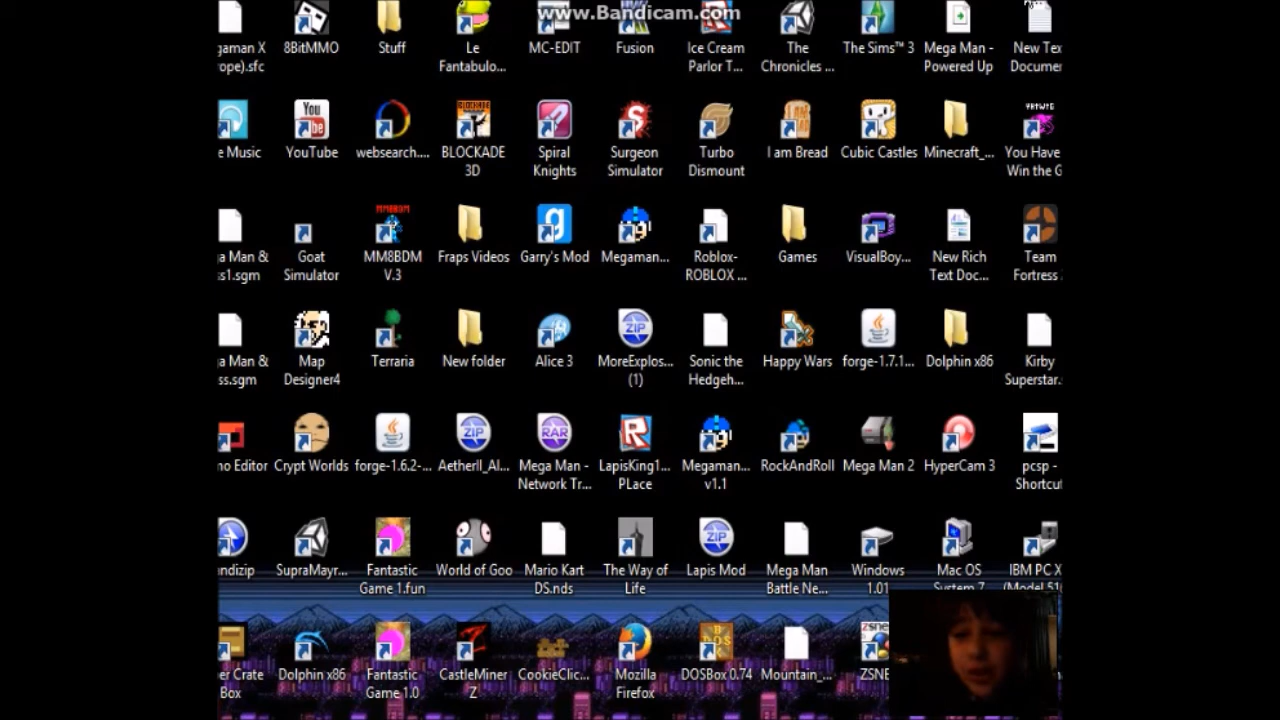 www.Bandicam.com
gaman X
rope).sfc
8BitMMO
Stuff
Le
Fantabulo...
MC-EDIT
Fusion
Ice Cream
Parlor T...
The
Chronicles ...
The Sims™ 3
Mega Man -
Powered Up
New Tex
Documen
e Music
YouTube
websearch....
BLOCKADE
3D
Spiral
Knights
Surgeon
Simulator
Turbo
Dismount
I am Bread
Cubic Castles
Minecraft_...
You Have
Win the G
a Man &
s1.sgm
Goat
Simulator
MM8BDM
V.3
Fraps Videos
Garry's Mod
Megaman...
Roblox-
ROBLOX ...
Games
VisualBoy...
New Rich
Text Doc...
Team
Fortress
a Man &
ss.sgm
Map
Designer4
Terraria
New folder
Alice 3
MoreExplos...
(1)
Sonic the
Hedgeh...
Happy Wars
forge-1.7.1...
Dolphin x86
Kirby
Superstar.
o Editor
Crypt Worlds
forge-1.6.2-...
AetherII_Al...
Mega Man -
Network Tr...
LapisKing1...
PLace
Megaman...
v1.1
RockAndRoll
Mega Man 2
HyperCam 3
pcsp -
Shortcut
ndizip
SupraMayr...
Fantastic
Game 1.fun
World of Goo
Mario Kart
DS.nds
The Way of
Life
Lapis Mod
Mega Man
Battle Ne...
Windows
1.01
Mac OS
System 7
IBM PC X
(Model 51
er Crate
Box
Dolphin x86
Fantastic
Game 1.0
CastleMiner
Z
CookieClic...
Mozilla
Firefox
DOSBox 0.74
Mountain_...
ZSNE